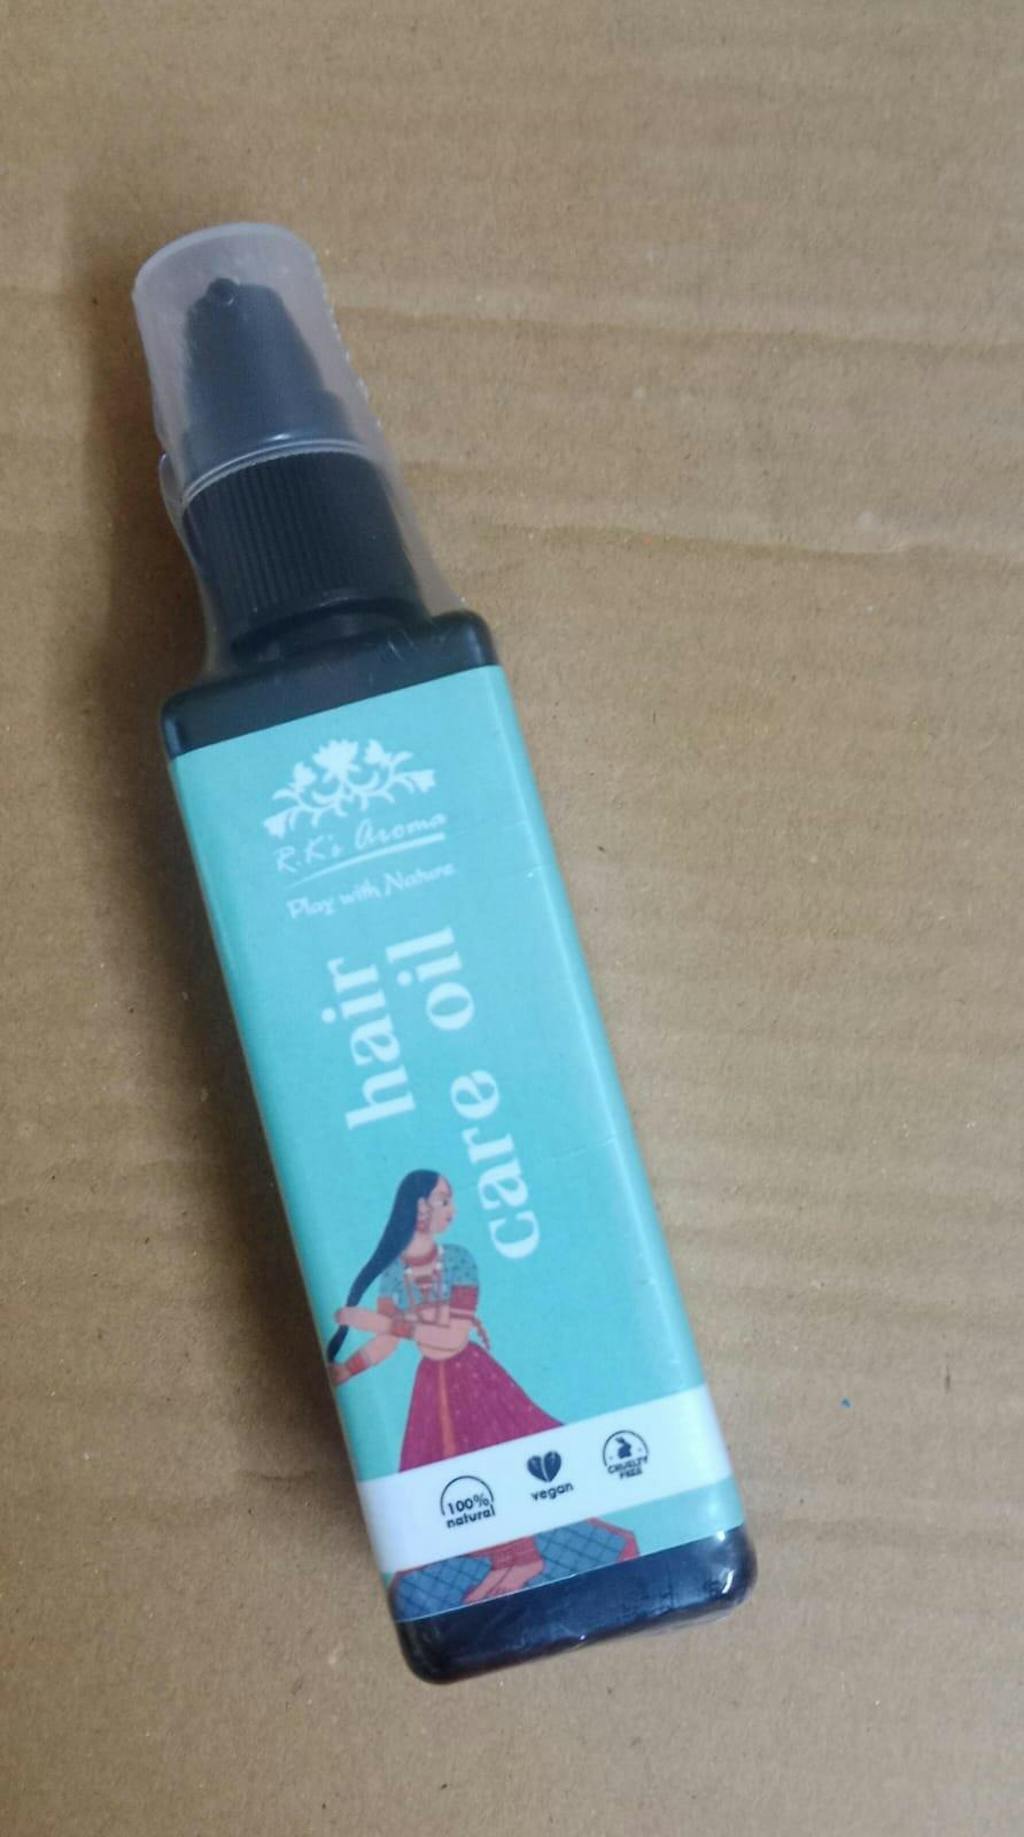 R.K's Aroma
Play with Nature
hair
care oil
100%
natural
vegan
CRUELTY
FREE